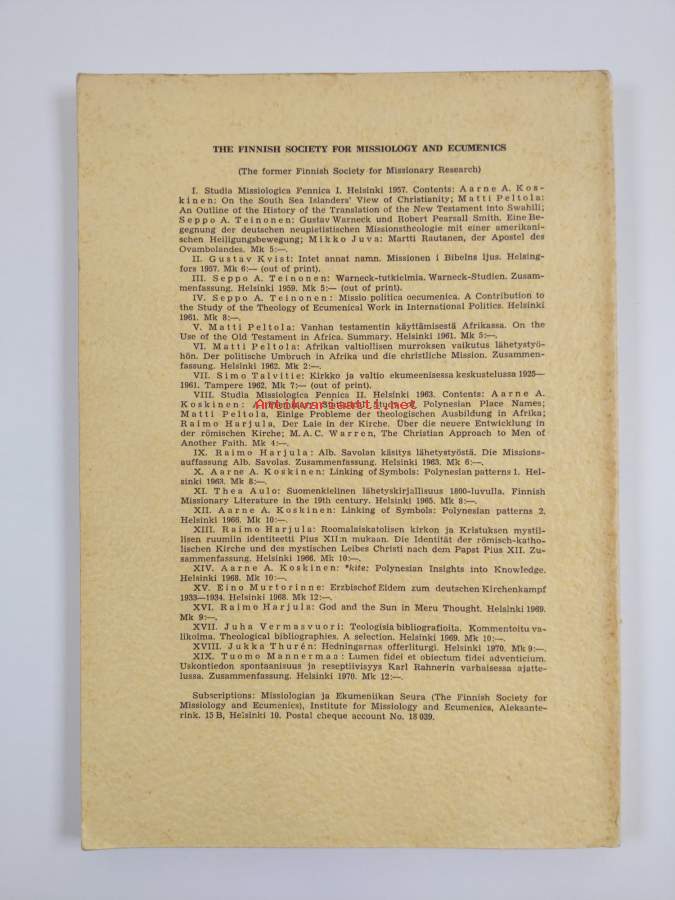 THE FINNISH SOCIETY FOR MISSIOLOGY AND ECUMENICS
(The former Finnish Society for Missionary Research)
I. Studia Missiologica Fennica I. Helsinki 1957. Contents: Aarne A. Kos-
kinen: On the South Sea Islanders' View of Christianity; Matti Peltola:
An Outline of the History of the Translation of the New Testament into Swahili;
Seppo A. Teinonen: Gustav Warneck und Robert Pearsall Smith. Eine Be-
gegnung der deutschen neupietistischen Missionstheologie mit einer amerikani-
schen Heiligungsbewegung; Mikko Juva: Martti Rautanen, der Apostel des
Ovambolandes. Mk 5:—.
II. Gustav Kvist: Intet annat namn. Missionen i Bibelns ljus. Helsing-
fors 1957. Mk 6:— (out of print).
III. Seppo A. Teinonen: Warneck-tutkielmia. Warneck-Studien. Zusam-
menfassung. Helsinki 1959. Mk 5:— (out of print).
IV. Seppo A. Teinonen: Missio politica oecumenica. A Contribution to
the Study of the Theology of Ecumenical Work in International Politics. Helsinki
1961. Mk 8:—.
V. Matti Peltola: Vanhan testamentin käyttämisestä Afrikassa. On the
Use of the Old Testament in Africa. Summary. Helsinki 1961. Mk 5:—.
VI. Matti Peltola: Afrikan valtiollisen murroksen vaikutus lähetystyö-
hön. Der politische Umbruch in Afrika und die christliche Mission. Zusammen-
fassung. Helsinki 1962. Mk 2:—.
VII. Simo Talvitie: Kirkko ja valtio ekumeenisessa keskustelussa 1925—
1961. Tampere 1962. Mk 7:— (out of print).
VIII. Studia Missiologica Fennica II. Helsinki 1963. Contents: Aarne A.
Koskinen: Study of Polynesian Place Names;
Antikvariaatti.net
Matti Peltola, Einige Probleme der theologischen Ausbildung in Afrika;
Raimo Harjula, Der Laie in der Kirche. Über die neuere Entwicklung in
der römischen Kirche; M.A.C. Warren, The Christian Approach to Men of
Another Faith. Mk 4:—.
IX. Raimo Harjula: Alb. Savolan käsitys lähetystyöstä. Die Missions-
auffassung Alb. Savolas. Zusammenfassung. Helsinki 1963. Mk 6:—.
X. Aarne A. Koskinen: Linking of Symbols: Polynesian patterns 1. Hel-
sinki 1963. Mk 8:—.
XI. Thea Aulo: Suomenkielinen lähetyskirjallisuus 1800-luvulla. Finnish
Missionary Literature in the 19th century. Helsinki 1965. Mk 8:—.
XII. Aarne A. Koskinen: Linking of Symbols: Polynesian patterns 2.
Helsinki 1966. Mk 10:—.
XIII. Raimo Harjula: Roomalaiskatolisen kirkon ja Kristuksen mystil-
lisen ruumiin identiteetti Pius XII:n mukaan. Die Identität der römisch-katho-
lischen Kirche und des mystischen Leibes Christi nach dem Papst Pius XII. Zu-
sammenfassung. Helsinki 1966. Mk 10:—.
XIV. Aarne A. Koskinen: *kite: Polynesian Insights into Knowledge.
Helsinki 1968. Mk 10:—.
XV. Eino Murtorinne: Erzbischof Eidem zum deutschen Kirchenkampf
1933—1934. Helsinki 1968. Mk 12:—.
XVI. Raimo Harjula: God and the Sun in Meru Thought. Helsinki 1969.
Mk 9:—.
XVII. Juha Vermasvuori: Teologisia bibliografioita. Kommentoitu va-
likoima. Theological bibliographies. A selection. Helsinki 1969. Mk 10:—.
XVIII. Jukka Thurén: Hedningarnas offerliturgi. Helsinki 1970. Mk 9:—.
XIX. Tuomo Mannermaa: Lumen fidei et obiectum fidei adventicium.
Uskontiedon spontaanisuus ja reseptiivisyys Karl Rahnerin varhaisessa ajatte-
lussa. Zusammenfassung. Helsinki 1970. Mk 12:—.
Subscriptions: Missiologian ja Ekumeniikan Seura (The Finnish Society for
Missiology and Ecumenics), Institute for Missiology and Ecumenics, Aleksante-
rink. 15 B, Helsinki 10. Postal cheque account No. 18 039.